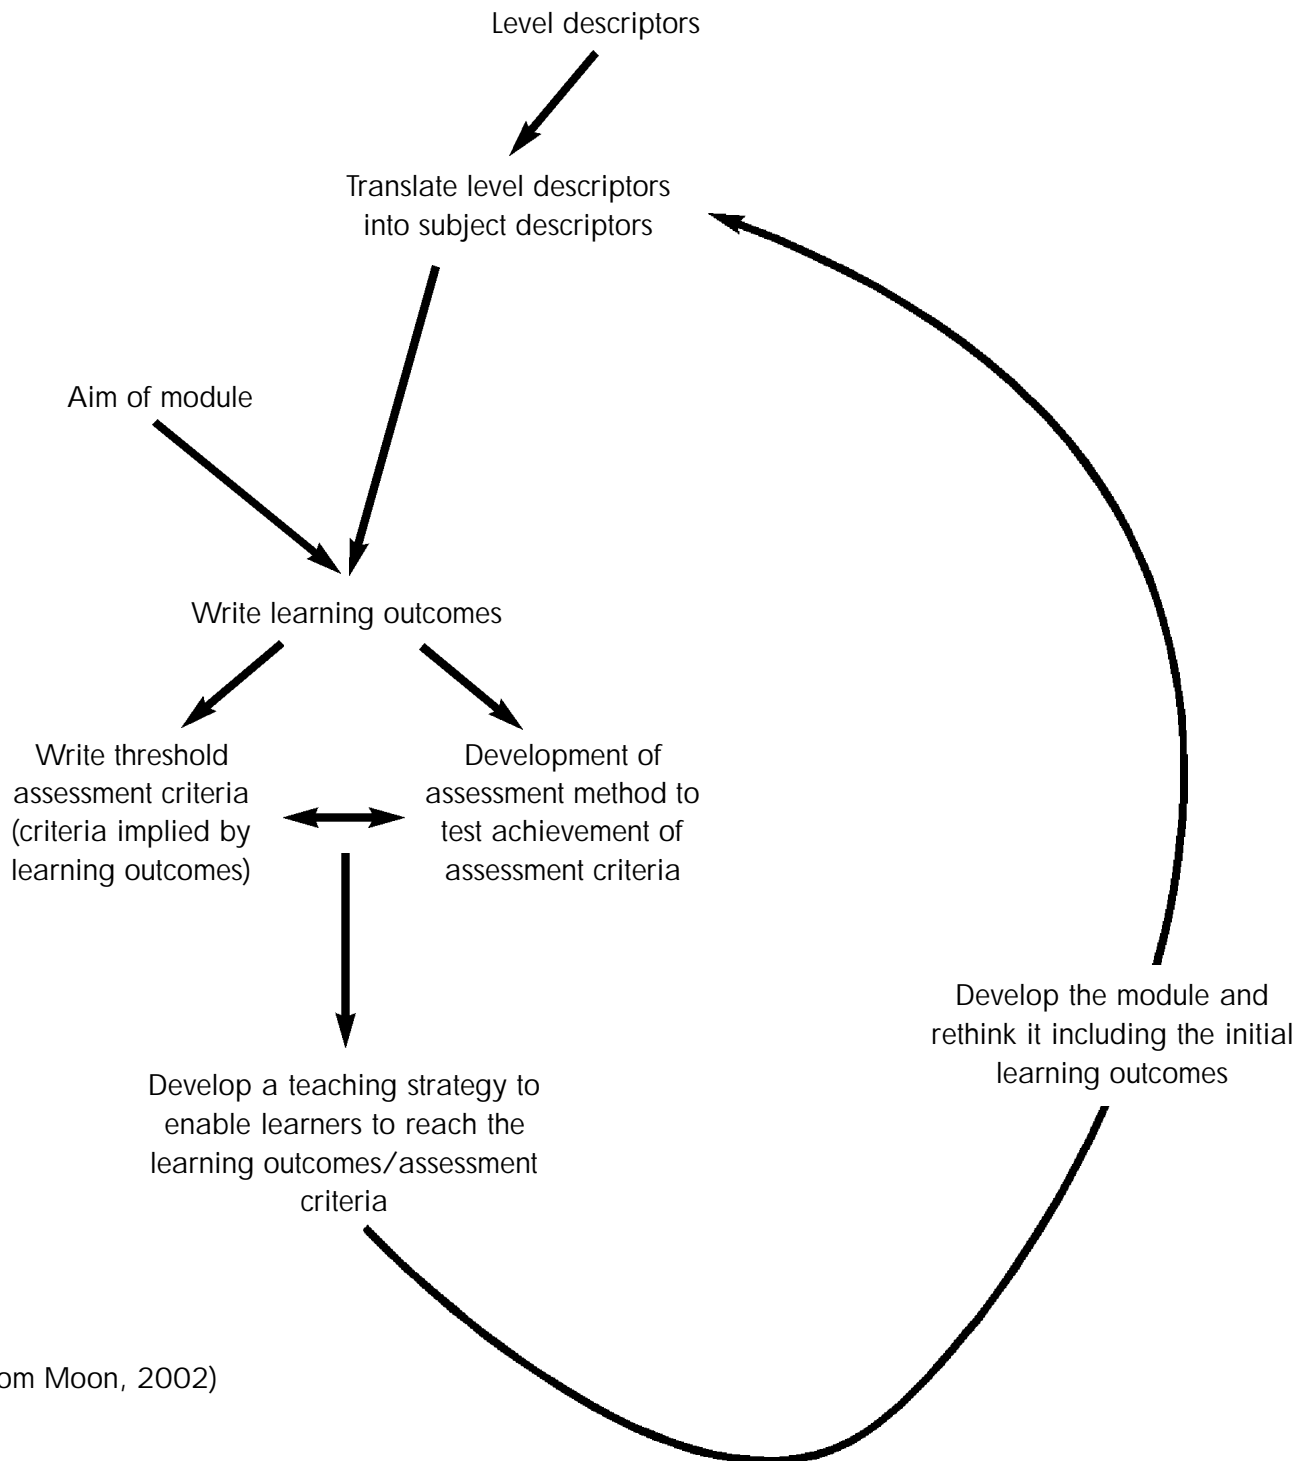 Level descriptors
Translate level descriptors
into subject descriptors
Aim of module
Write learning outcomes
Write threshold
assessment criteria
(criteria implied by
learning outcomes)
Development of
assessment method to
test achievement of
assessment criteria
Develop the module and
rethink it including the initial
learning outcomes
Develop a teaching strategy to
enable learners to reach the
learning outcomes/assessment
criteria
Moon, 2002)